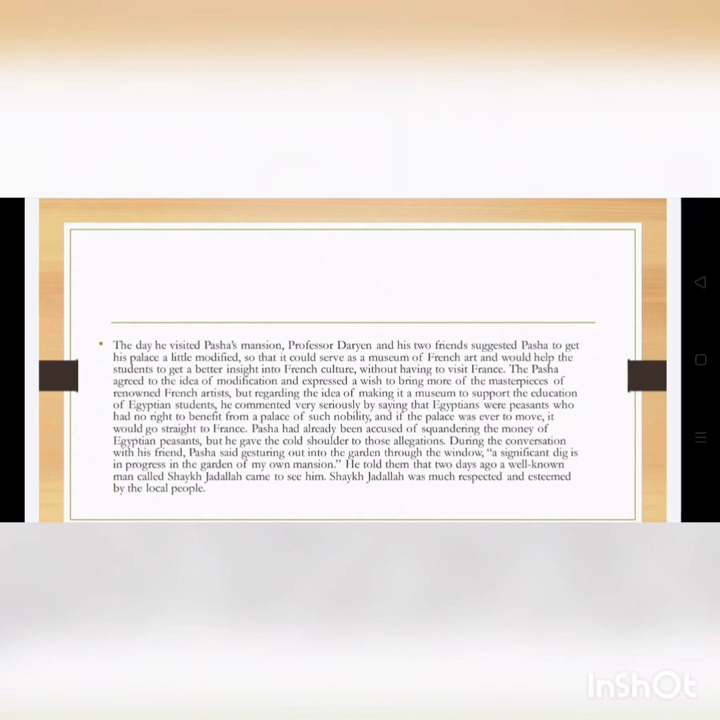 • The day he visited Pasha's mansion, Professor Daryen and his two friends suggested Pasha to get
his palace a little modified, so that it could serve as a museum of French art and would help the
students to get a better insight into French culture, without having to visit France. The Pasha
agreed to the idea of modification and expressed a wish to bring more of the masterpieces of
renowned French artists, but regarding the idea of making it a museum to support the education
of Egyptian students, he commented very seriously by saying that Egyptians were peasants who
had no right to benefit from a palace of such nobility, and if the palace was ever to move, it
would go straight to France. Pasha had already been accused of squandering the money of
Egyptian peasants, but he gave the cold shoulder to those allegations. During the conversation
with his friend, Pasha said gesturing out into the garden through the window, "a significant dig is
in progress in the garden of my own mansion." He told them that two days ago a well-known
man called Shaykh Jadallah came to see him. Shaykh Jadallah was much respected and esteemed
by the local people.
InShOt